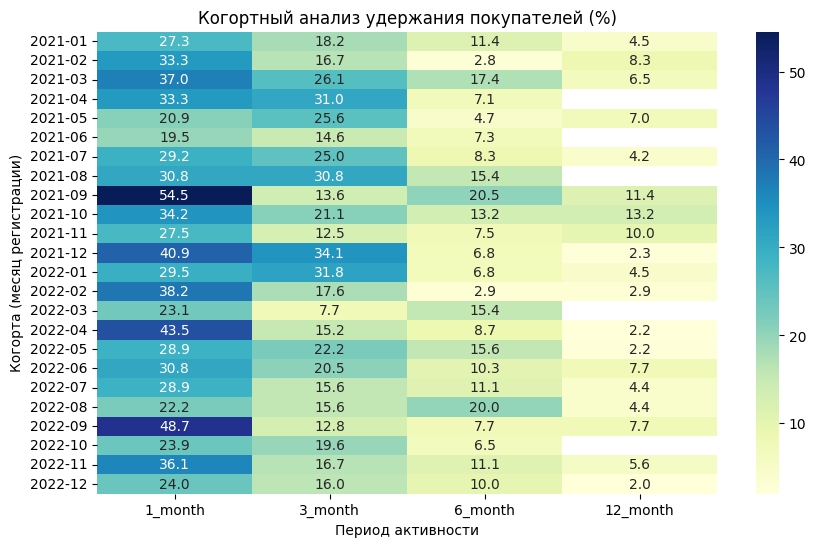 Когортный анализ удержания покупателей (%)
Когорта (месяц регистрации)
2021-01 27.3 18.2 11.4 4.5
2021-02 33.3 16.7 2.8 8.3
2021-03 37.0 26.1 17.4 6.5
2021-04 33.3 31.0 7.1
2021-05 20.9 25.6 4.7 7.0
2021-06 19.5 14.6 7.3
2021-07 29.2 25.0 8.3 4.2
2021-08 30.8 30.8 15.4
2021-09 54.5 13.6 20.5 11.4
2021-10 34.2 21.1 13.2 13.2
2021-11 27.5 12.5 7.5 10.0
2021-12 40.9 34.1 6.8 2.3
2022-01 29.5 31.8 6.8 4.5
2022-02 38.2 17.6 2.9 2.9
2022-03 23.1 7.7 15.4
2022-04 43.5 15.2 8.7 2.2
2022-05 28.9 22.2 15.6 2.2
2022-06 30.8 20.5 10.3 7.7
2022-07 28.9 15.6 11.1 4.4
2022-08 22.2 15.6 20.0 4.4
2022-09 48.7 12.8 7.7 7.7
2022-10 23.9 19.6 6.5
2022-11 36.1 16.7 11.1 5.6
2022-12 24.0 16.0 10.0 2.0
1_month 3_month 6_month 12_month
Период активности
50
40
30
20
10